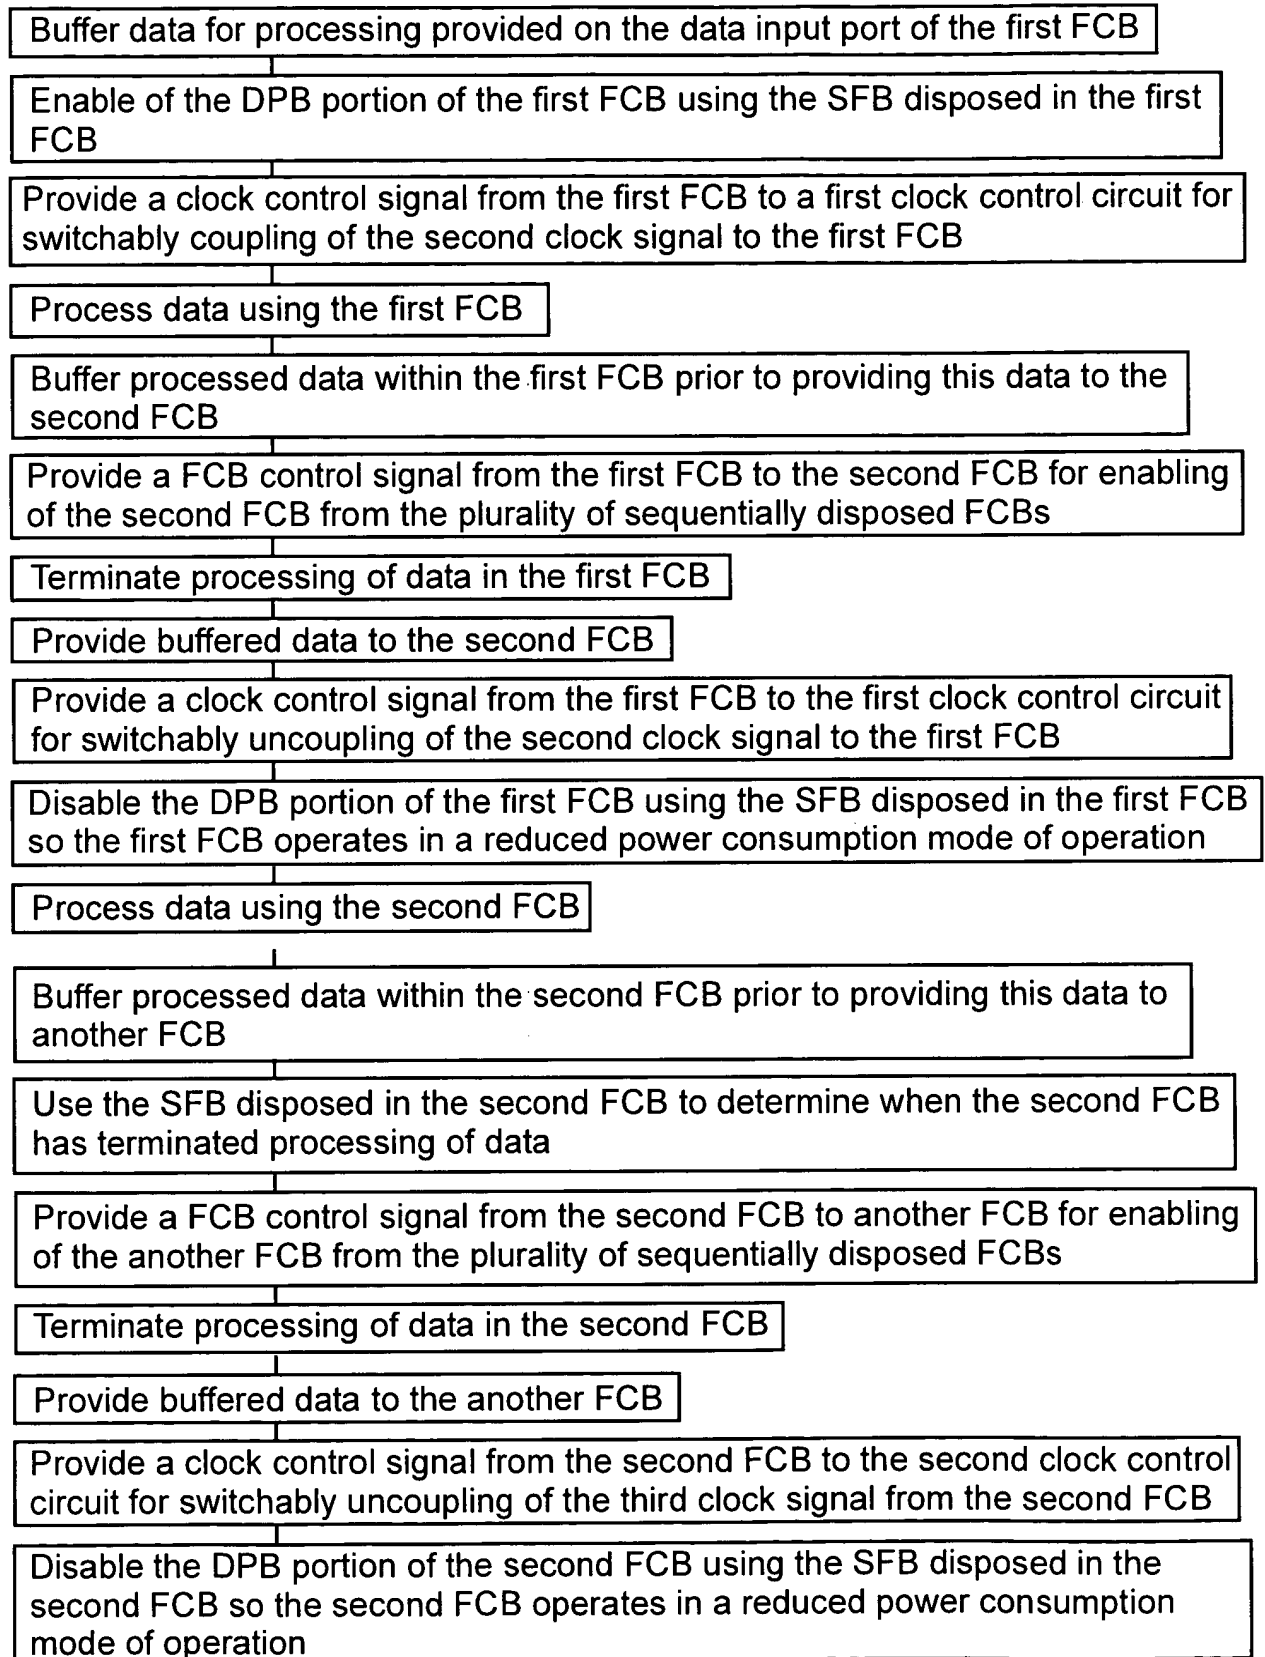 Buffer data for processing provided on the data input port of the first FCB
Enable of the DPB portion of the first FCB using the SFB disposed in the first
FCB
Provide a clock control signal from the first FCB to a first clock control circuit for
switchably coupling of the second clock signal to the first FCB
Process data using the first FCB
Buffer processed data within the first FCB prior to providing this data to the
second FCB
Provide a FCB control signal from the first FCB to the second FCB for enabling
of the second FCB from the plurality of sequentially disposed FCBs
Terminate processing of data in the first FCB
Provide buffered data to the second FCB
Provide a clock control signal from the first FCB to the first clock control circuit
for switchably uncoupling of the second clock signal to the first FCB
Disable the DPB portion of the first FCB using the SFB disposed in the first FCB
so the first FCB operates in a reduced power consumption mode of operation
Process data using the second FCB
Buffer processed data within the second FCB prior to providing this data to
another FCB
Use the SFB disposed in the second FCB to determine when the second FCB
has terminated processing of data
Provide a FCB control signal from the second FCB to another FCB for enabling
of the another FCB from the plurality of sequentially disposed FCBs
Terminate processing of data in the second FCB
Provide buffered data to the another FCB
Provide a clock control signal from the second FCB to the second clock control
circuit for switchably uncoupling of the third clock signal from the second FCB
Disable the DPB portion of the second FCB using the SFB disposed in the
second FCB so the second FCB operates in a reduced power consumption
mode of operation